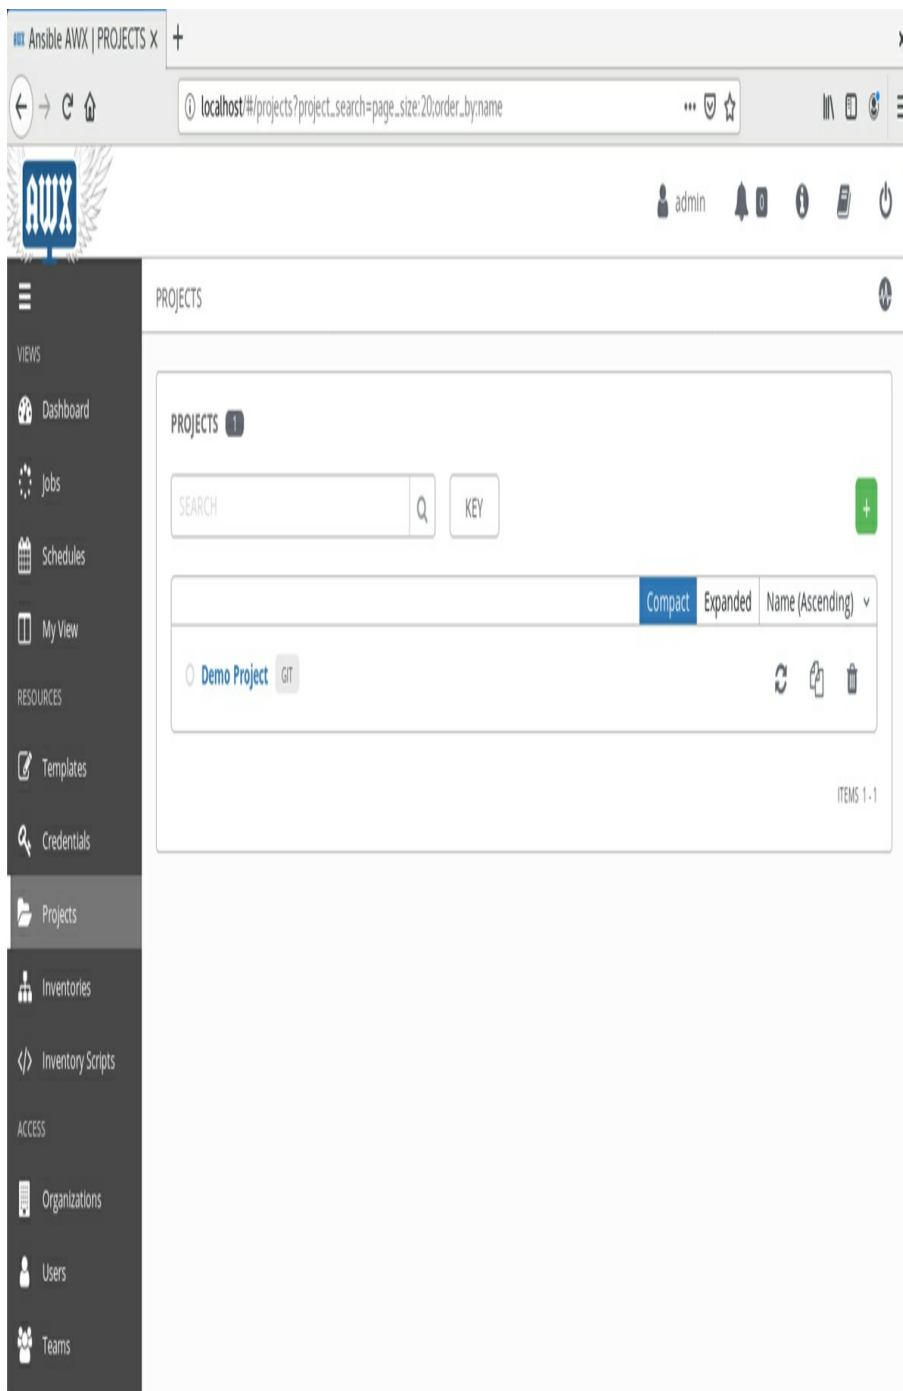 Ansible AWX | PROJECTS
localhost/#/projects?project_search=page_size:20;order_by:name
AWX
admin
0
PROJECTS
VIEWS
Dashboard
Jobs
Schedules
My View
RESOURCES
Templates
Credentials
Projects
Inventories
Inventory Scripts
ACCESS
Organizations
Users
Teams
PROJECTS 1
SEARCH
KEY
+
Compact Expanded Name (Ascending)
Demo Project GIT
ITEMS 1 - 1